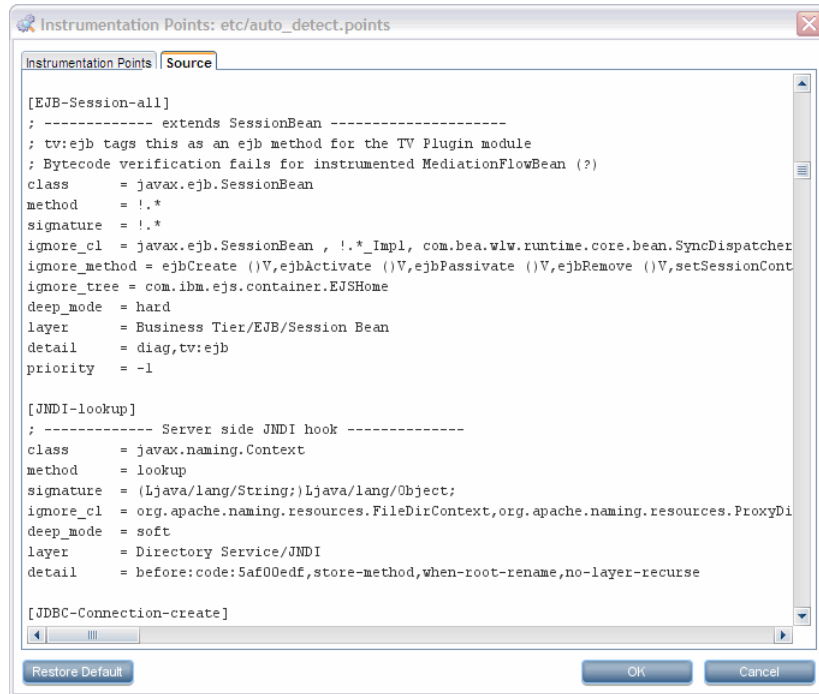 Instrumentation Points: etc/auto_detect.points
Instrumentation Points Source
[EJB-Session-all]
; ------------- extends SessionBean ---------------------
; tv:ejb tags this as an ejb method for the TV Plugin module
; Bytecode verification fails for instrumented MediationFlowBean (?)
class = javax.ejb.SessionBean
method = !.*
signature = !.*
ignore_cl = javax.ejb.SessionBean , !.*_Impl, com.bea.wlw.runtime.core.bean.SyncDispatcher
ignore_method = ejbCreate ()V,ejbActivate ()V,ejbPassivate ()V,ejbRemove ()V,setSessionCont
ignore_tree = com.ibm.ejs.container.EJSHome
deep_mode = hard
layer = Business Tier/EJB/Session Bean
detail = diag,tv:ejb
priority = -1
[JNDI-lookup]
; ------------- Server side JNDI hook --------------
class = javax.naming.Context
method = lookup
signature = (Ljava/lang/String;)Ljava/lang/Object;
ignore_cl = org.apache.naming.resources.FileDirContext,org.apache.naming.resources.ProxyDi
deep_mode = soft
layer = Directory Service/JNDI
detail = before:code:5af00edf,store-method,when-root-rename,no-layer-recurse
[JDBC-Connection-create]
Restore Default OK Cancel